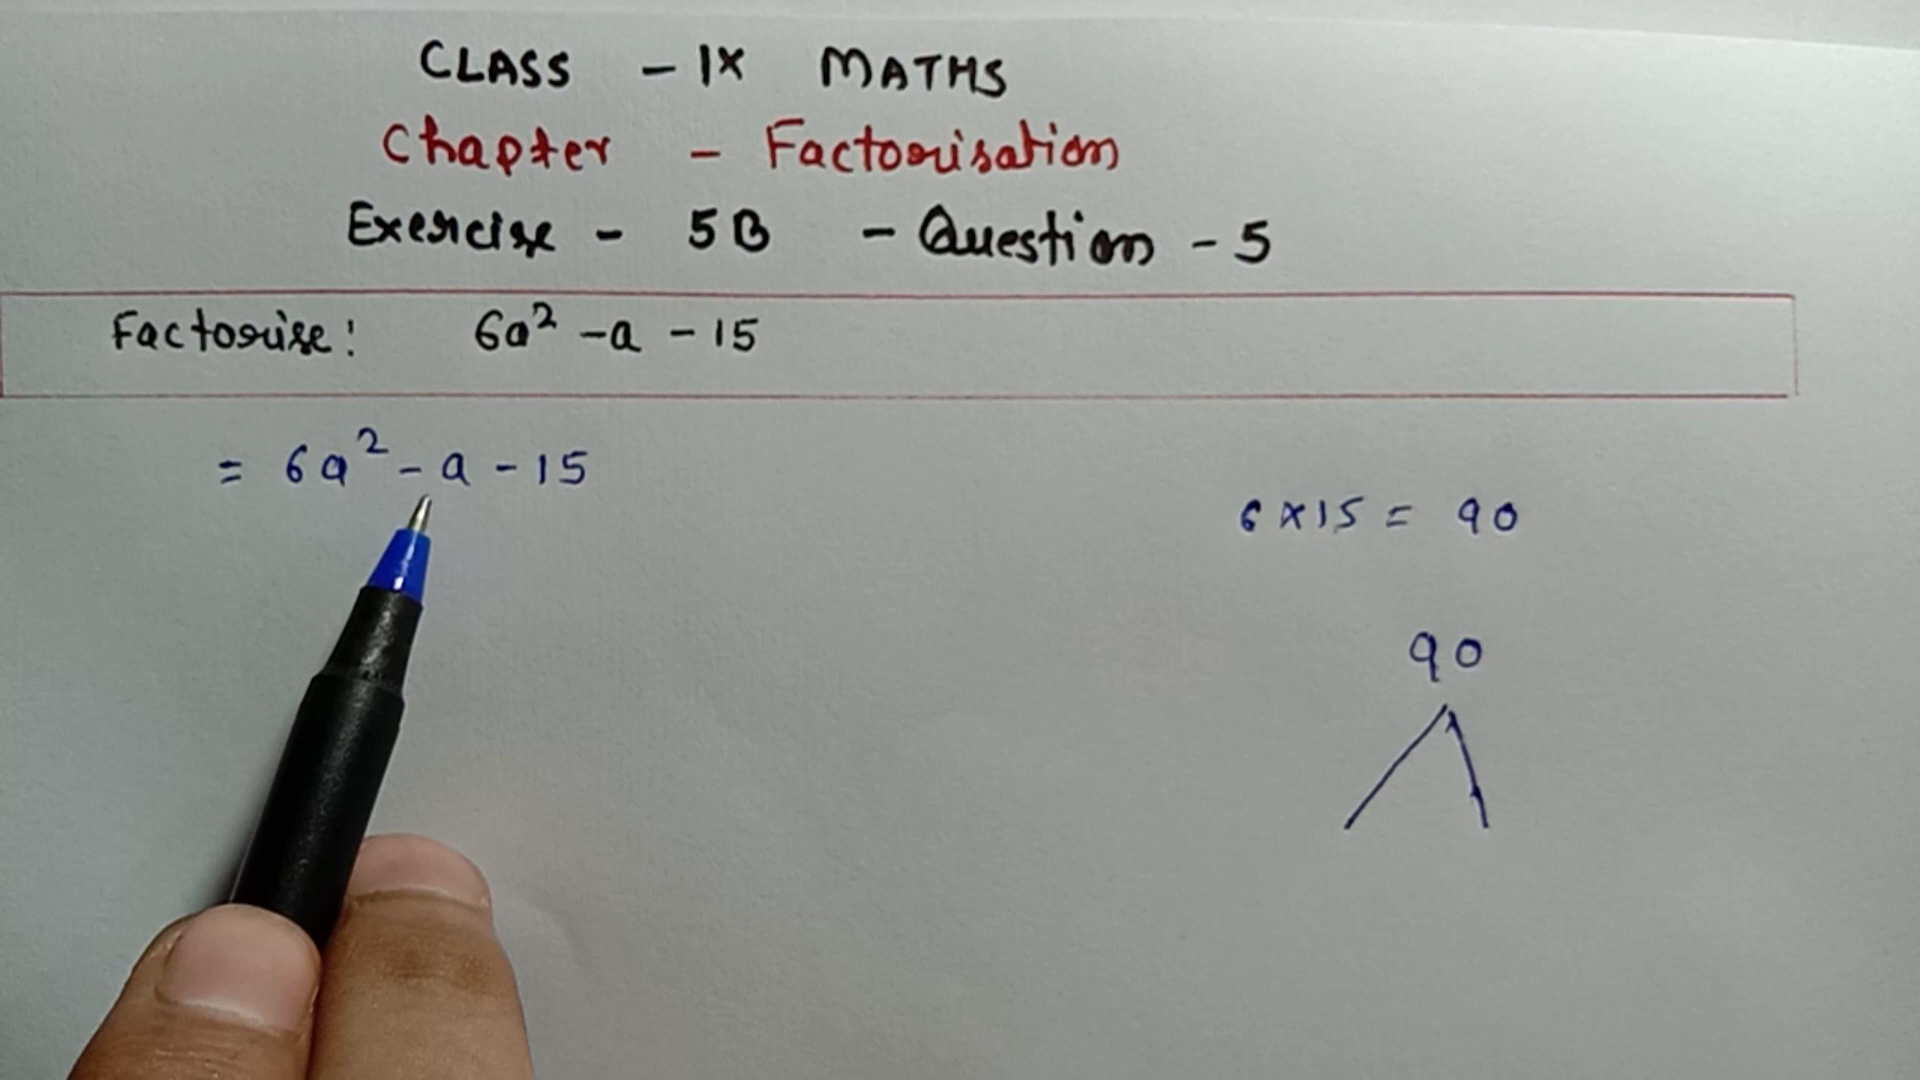 CLASS - IX MATHS
Chapter - Factorisation
Exercise - 5B - Question - 5
Factorise: 6a² - a - 15
= 6a² - a - 15
6 × 15 = 90
90